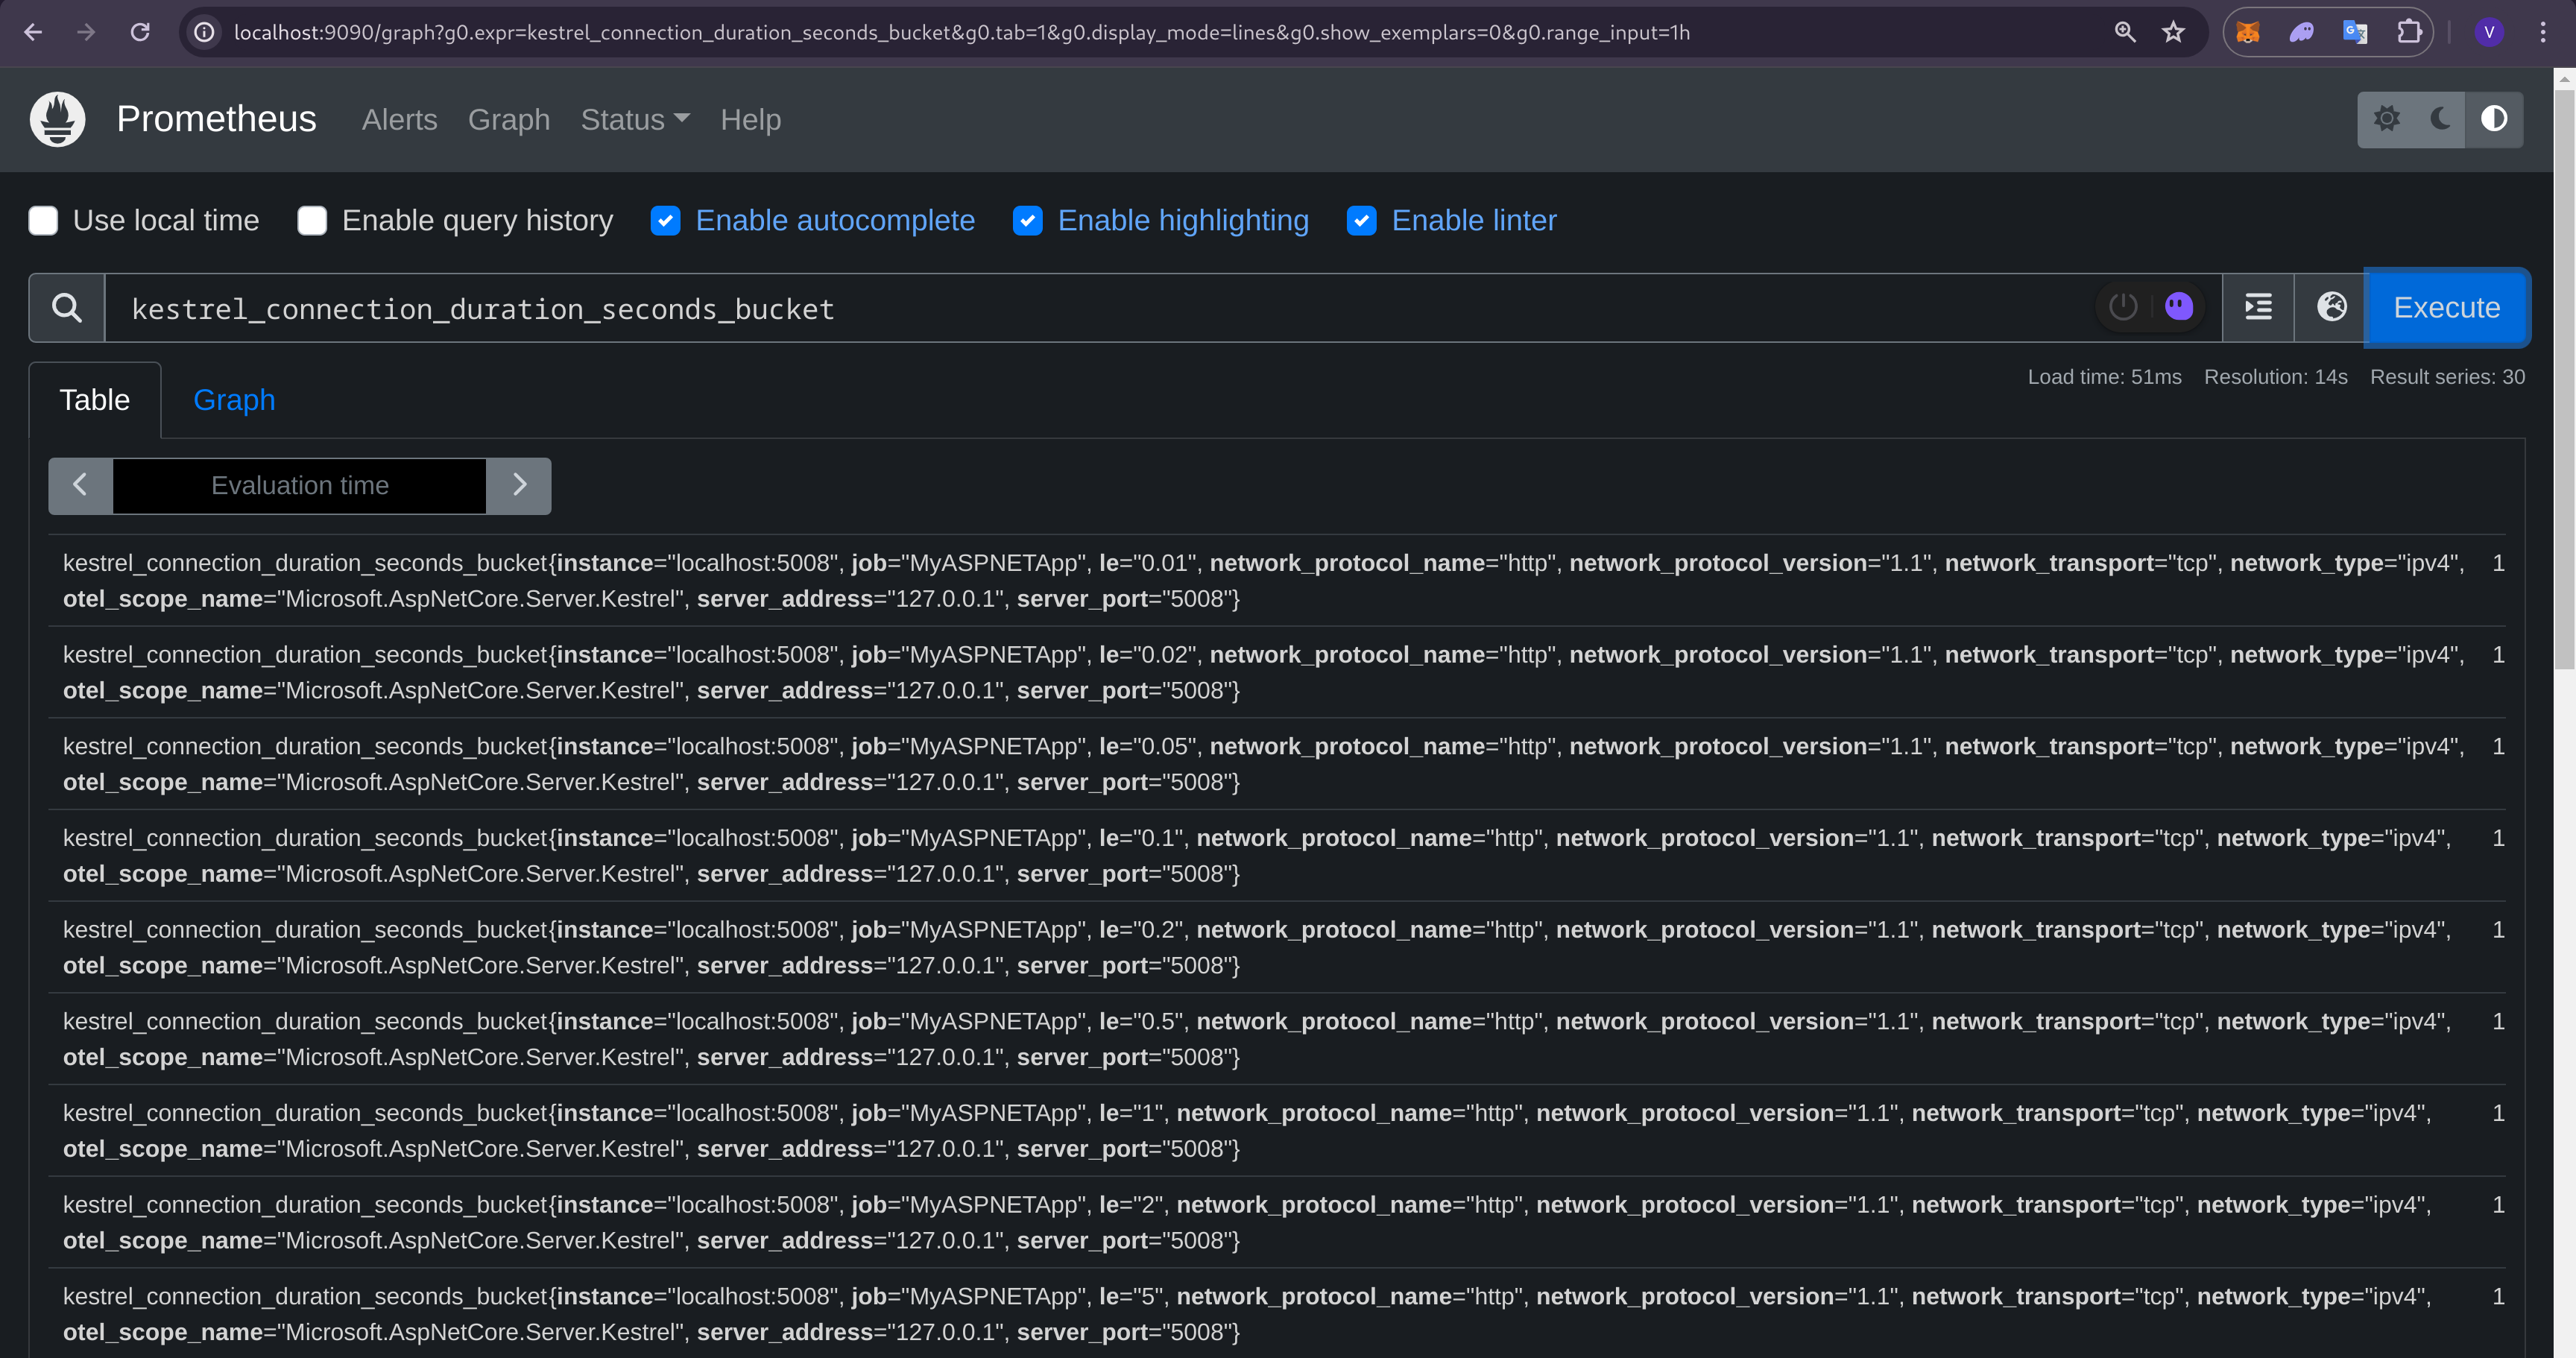 localhost:9090/graph?g0.expr=kestrel_connection_duration_seconds_bucket&g0.tab=1&g0.display_mode=lines&g0.show_exemplars=0&g0.range_input=1h
V
Prometheus Alerts Graph Status Help
Use local time Enable query history Enable autocomplete Enable highlighting Enable linter
kestrel_connection_duration_seconds_bucket Execute
Load time: 51ms Resolution: 14s Result series: 30
Table Graph
Evaluation time
kestrel_connection_duration_seconds_bucket{instance="localhost:5008", job="MyASPNETApp", le="0.01", network_protocol_name="http", network_protocol_version="1.1", network_transport="tcp", network_type="ipv4", 1
otel_scope_name="Microsoft.AspNetCore.Server.Kestrel", server_address="127.0.0.1", server_port="5008"}
kestrel_connection_duration_seconds_bucket{instance="localhost:5008", job="MyASPNETApp", le="0.02", network_protocol_name="http", network_protocol_version="1.1", network_transport="tcp", network_type="ipv4", 1
otel_scope_name="Microsoft.AspNetCore.Server.Kestrel", server_address="127.0.0.1", server_port="5008"}
kestrel_connection_duration_seconds_bucket{instance="localhost:5008", job="MyASPNETApp", le="0.05", network_protocol_name="http", network_protocol_version="1.1", network_transport="tcp", network_type="ipv4", 1
otel_scope_name="Microsoft.AspNetCore.Server.Kestrel", server_address="127.0.0.1", server_port="5008"}
kestrel_connection_duration_seconds_bucket{instance="localhost:5008", job="MyASPNETApp", le="0.1", network_protocol_name="http", network_protocol_version="1.1", network_transport="tcp", network_type="ipv4", 1
otel_scope_name="Microsoft.AspNetCore.Server.Kestrel", server_address="127.0.0.1", server_port="5008"}
kestrel_connection_duration_seconds_bucket{instance="localhost:5008", job="MyASPNETApp", le="0.2", network_protocol_name="http", network_protocol_version="1.1", network_transport="tcp", network_type="ipv4", 1
otel_scope_name="Microsoft.AspNetCore.Server.Kestrel", server_address="127.0.0.1", server_port="5008"}
kestrel_connection_duration_seconds_bucket{instance="localhost:5008", job="MyASPNETApp", le="0.5", network_protocol_name="http", network_protocol_version="1.1", network_transport="tcp", network_type="ipv4", 1
otel_scope_name="Microsoft.AspNetCore.Server.Kestrel", server_address="127.0.0.1", server_port="5008"}
kestrel_connection_duration_seconds_bucket{instance="localhost:5008", job="MyASPNETApp", le="1", network_protocol_name="http", network_protocol_version="1.1", network_transport="tcp", network_type="ipv4", 1
otel_scope_name="Microsoft.AspNetCore.Server.Kestrel", server_address="127.0.0.1", server_port="5008"}
kestrel_connection_duration_seconds_bucket{instance="localhost:5008", job="MyASPNETApp", le="2", network_protocol_name="http", network_protocol_version="1.1", network_transport="tcp", network_type="ipv4", 1
otel_scope_name="Microsoft.AspNetCore.Server.Kestrel", server_address="127.0.0.1", server_port="5008"}
kestrel_connection_duration_seconds_bucket{instance="localhost:5008", job="MyASPNETApp", le="5", network_protocol_name="http", network_protocol_version="1.1", network_transport="tcp", network_type="ipv4", 1
otel_scope_name="Microsoft.AspNetCore.Server.Kestrel", server_address="127.0.0.1", server_port="5008"}